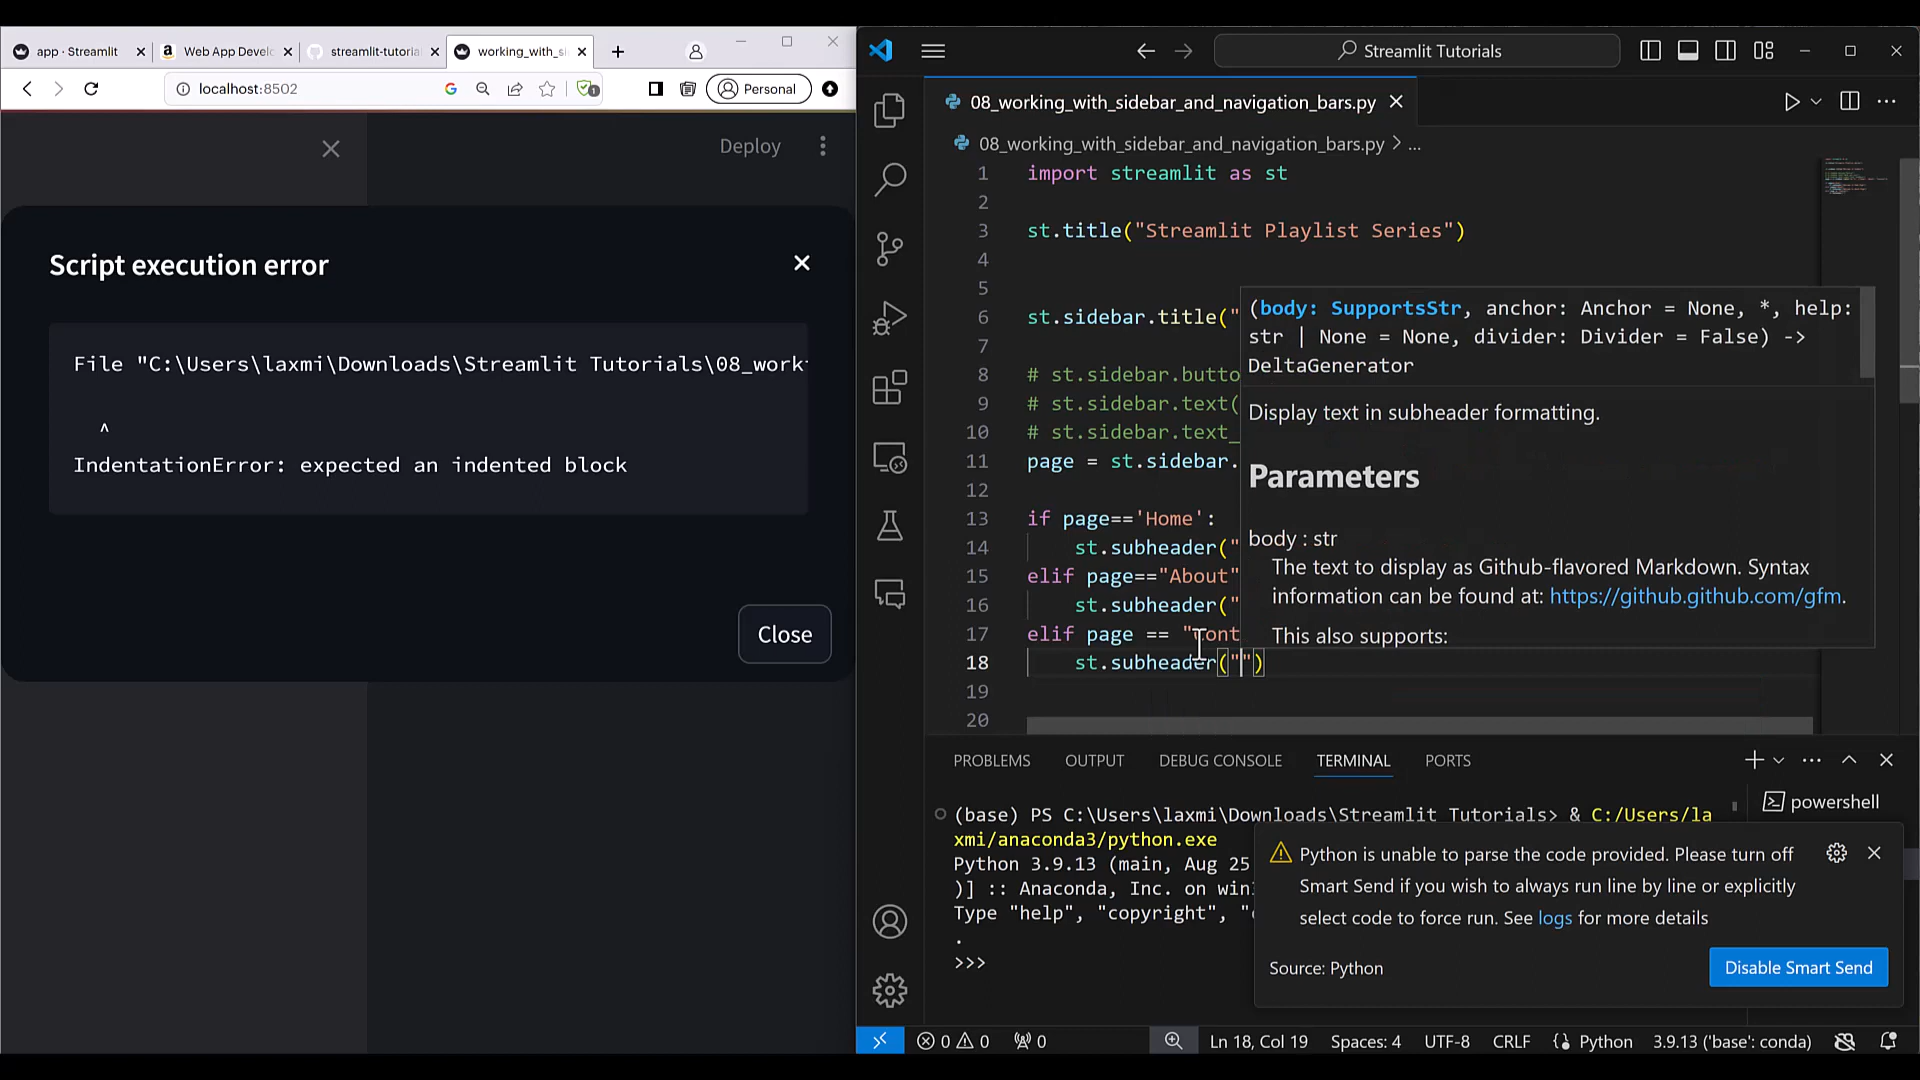 app · Streamlit
Web App Devel
streamlit-tutoria
working_with_si
localhost:8502
Personal
Deploy
Script execution error
File "C:\Users\laxmi\Downloads\Streamlit Tutorials\08_work
^
IndentationError: expected an indented block
Close
Streamlit Tutorials
08_working_with_sidebar_and_navigation_bars.py
08_working_with_sidebar_and_navigation_bars.py > ...
1 import streamlit as st
2
3 st.title("Streamlit Playlist Series")
4
5
6 st.sidebar.title("
7
8 # st.sidebar.butto
9 # st.sidebar.text(
10 # st.sidebar.text_
11 page = st.sidebar.
12
13 if page=='Home':
14 st.subheader("
15 elif page=="About"
16 st.subheader("
17 elif page == "Cont
18 st.subheader("")
19
20
(body: SupportsStr, anchor: Anchor = None, *, help:
str | None = None, divider: Divider = False) ->
DeltaGenerator
Display text in subheader formatting.
Parameters
body : str
The text to display as Github-flavored Markdown. Syntax
information can be found at: https://github.github.com/gfm.
This also supports:
PROBLEMS OUTPUT DEBUG CONSOLE TERMINAL PORTS
(base) PS C:\Users\laxmi\Downloads\Streamlit Tutorials> & C:/Users/la
xmi/anaconda3/python.exe
Python 3.9.13 (main, Aug 25
)] :: Anaconda, Inc. on win
Type "help", "copyright", "
.
>>>
powershell
Python is unable to parse the code provided. Please turn off
Smart Send if you wish to always run line by line or explicitly
select code to force run. See logs for more details
Source: Python
Disable Smart Send
0 0 0 Ln 18, Col 19 Spaces: 4 UTF-8 CRLF Python 3.9.13 ('base': conda)